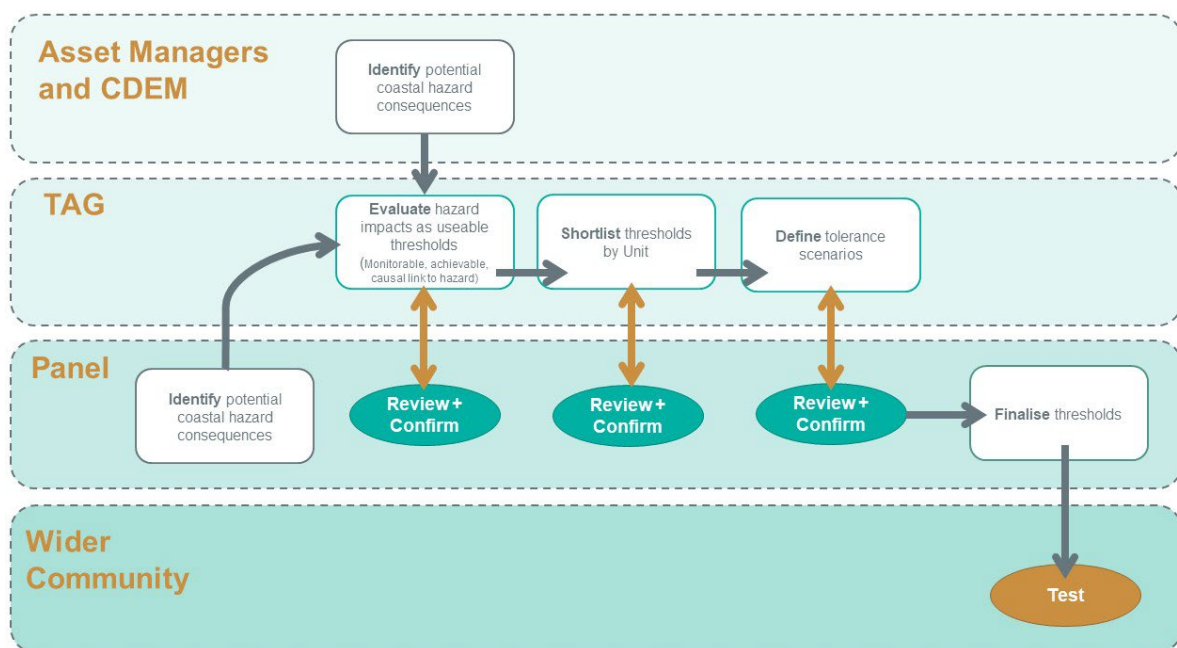 Asset Managers
and CDEM
Identify potential
coastal hazard
consequences
TAG
Evaluate hazard
impacts as useable
thresholds
(Monitorable, achievable,
causal link to hazard)
Shortlist thresholds
by Unit
Define tolerance
scenarios
Panel
Identify potential
coastal hazard
consequences
Review +
Confirm
Review +
Confirm
Review +
Confirm
Finalise thresholds
Wider
Community
Test